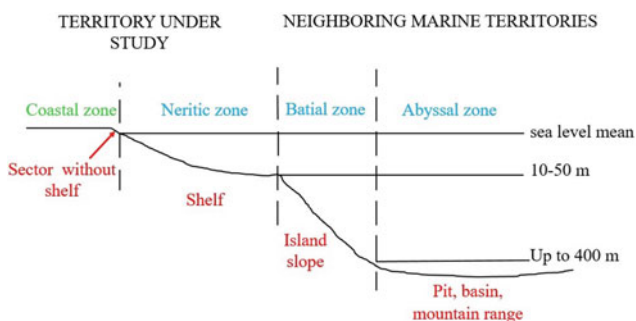 TERRITORY UNDER
STUDY
NEIGHBORING MARINE TERRITORIES
Coastal zone
Neritic zone
Batial zone
Abyssal zone
sea level mean
Sector without
shelf
10-50 m
Shelf
Island
slope
Up to 400 m
Pit, basin,
mountain range